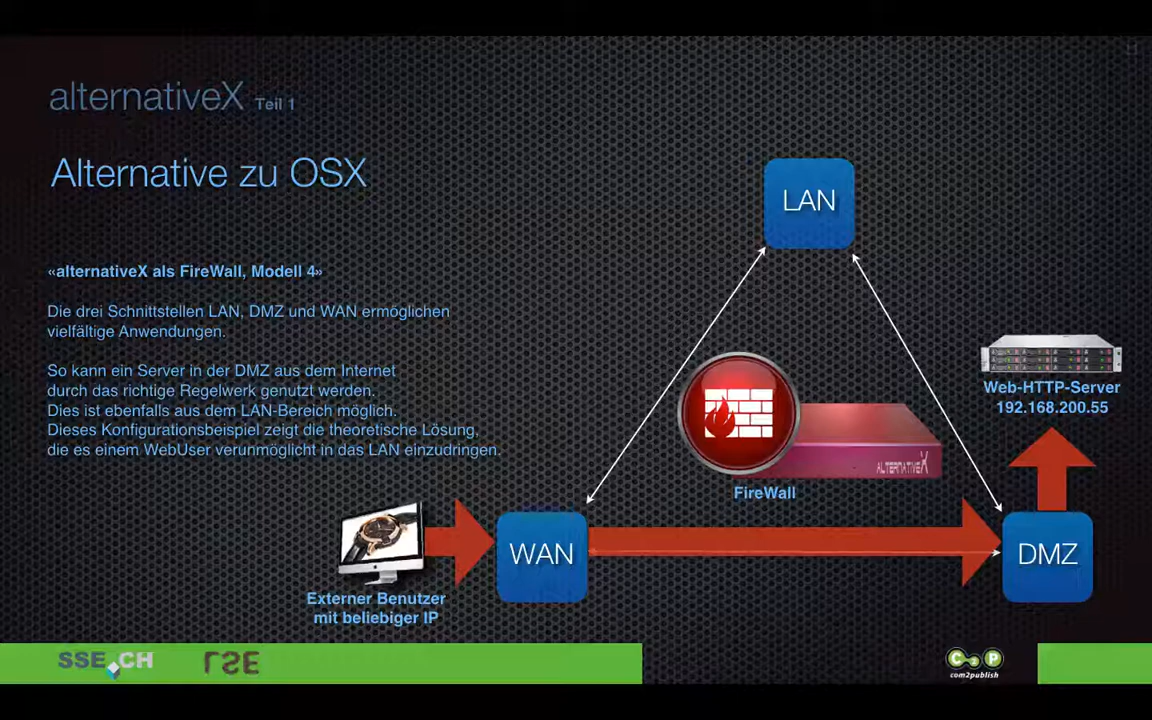 11
alternativeX Teil 1
Alternative zu OSX
«alternativeX als FireWall, Modell 4»
Die drei Schnittstellen LAN, DMZ und WAN ermöglichen
vielfältige Anwendungen.
So kann ein Server in der DMZ aus dem Internet
durch das richtige Regelwerk genutzt werden.
Dies ist ebenfalls aus dem LAN-Bereich möglich.
Dieses Konfigurationsbeispiel zeigt die theoretische Lösung,
die es einem WebUser verunmöglicht in das LAN einzudringen.
LAN
Web-HTTP-Server
192.168.200.55
ALTERNATIVEX
FireWall
WAN
DMZ
Externer Benutzer
mit beliebiger IP
SSE CH
C2P
com2publish